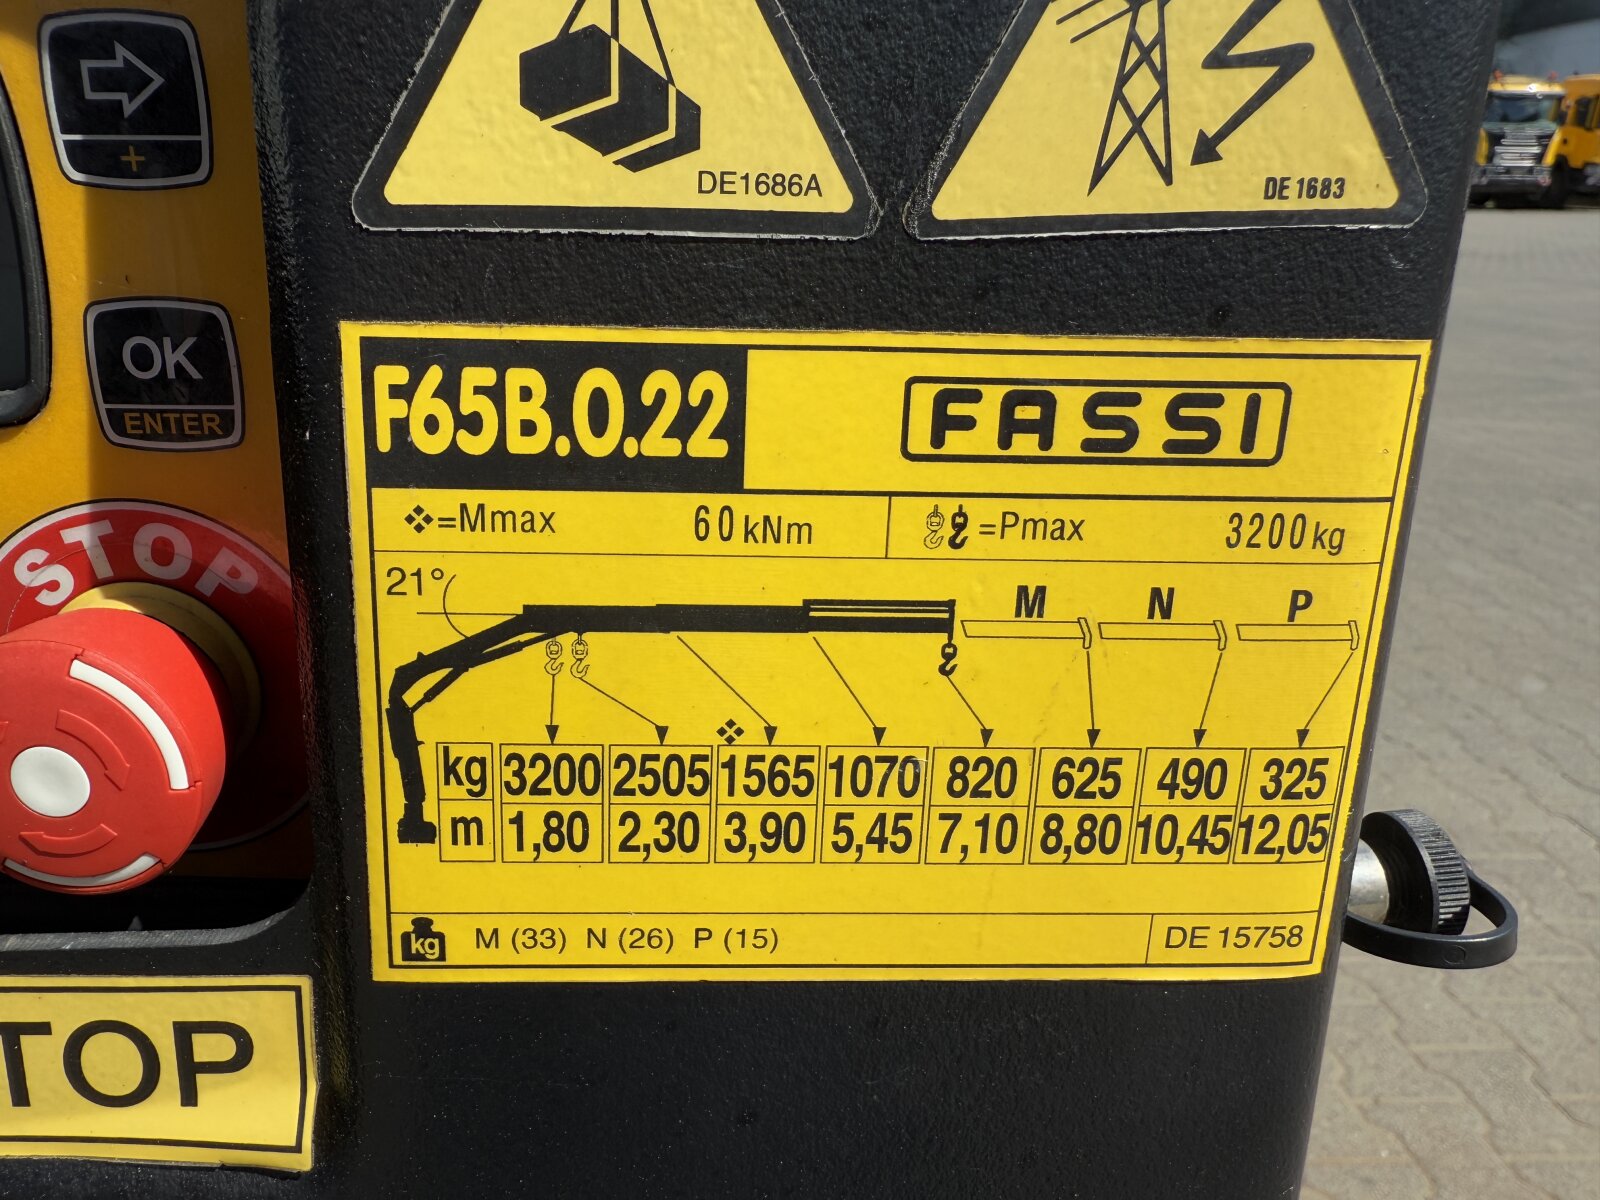 DE1686A
DE 1683
+
OK
ENTER
STOP
TOP
F65B.0.22
FASSI
=Mmax 60 kNm
=Pmax 3200 kg
21°
M N P
kg 3200 2505 1565 1070 820 625 490 325
m 1,80 2,30 3,90 5,45 7,10 8,80 10,45 12,05
kg M (33) N (26) P (15)
DE 15758